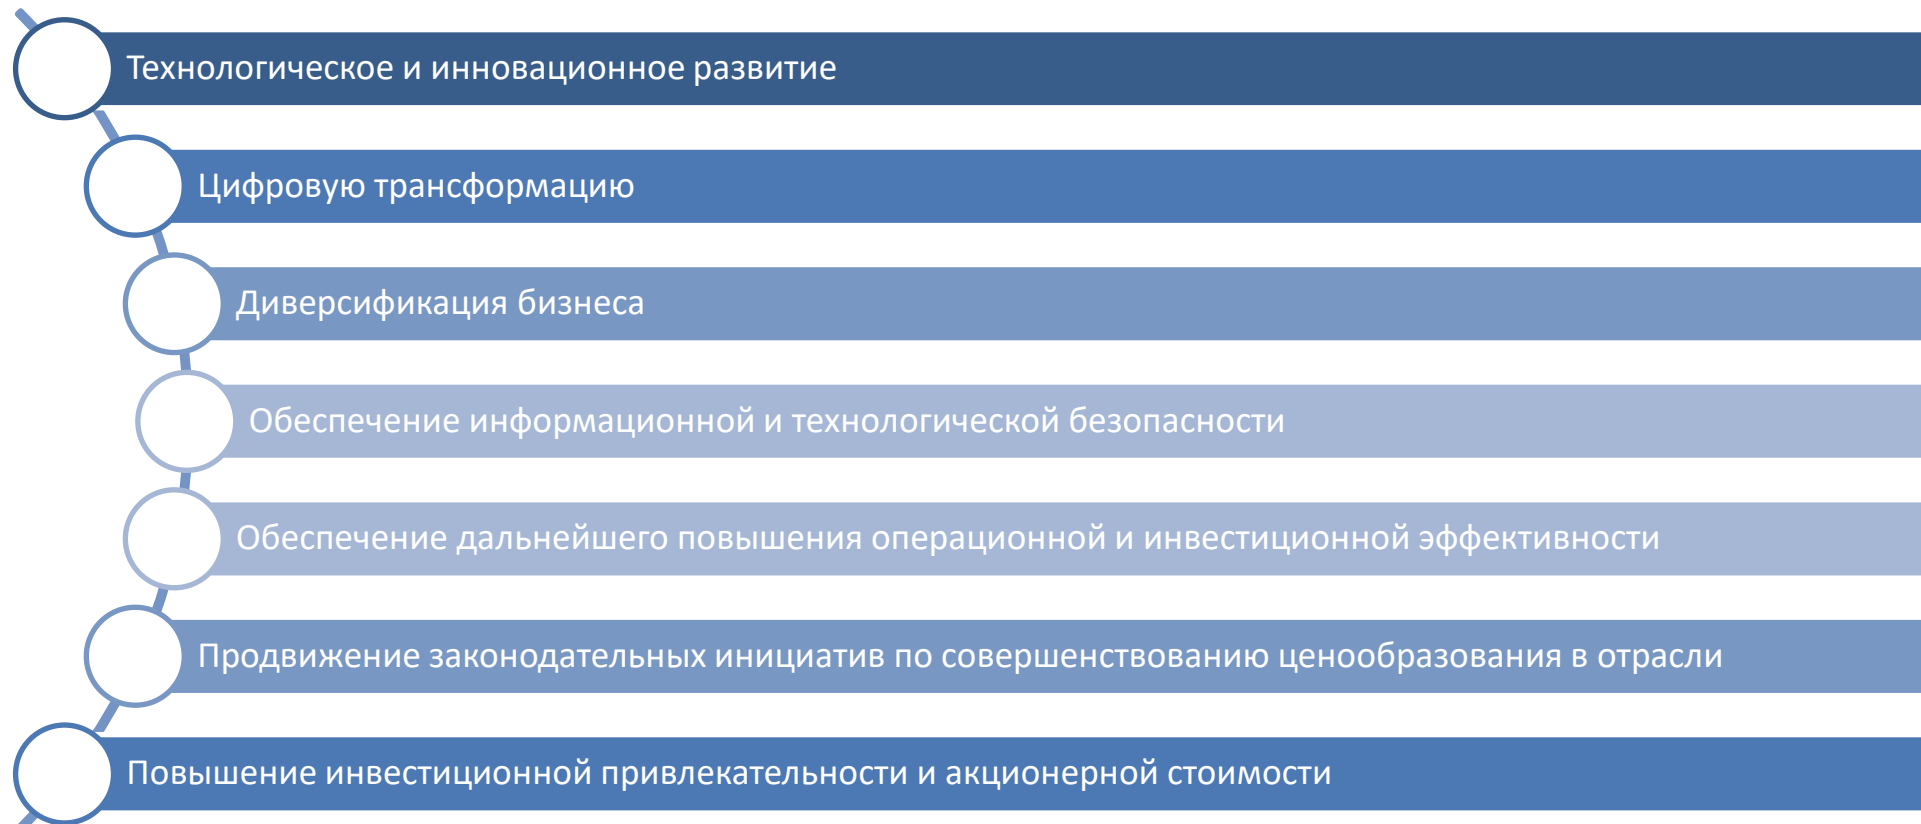 Технологическое и инновационное развитие
Цифровую трансформацию
Диверсификация бизнеса
Обеспечение информационной и технологической безопасности
Обеспечение дальнейшего повышения операционной и инвестиционной эффективности
Продвижение законодательных инициатив по совершенствованию ценообразования в отрасли
Повышение инвестиционной привлекательности и акционерной стоимости